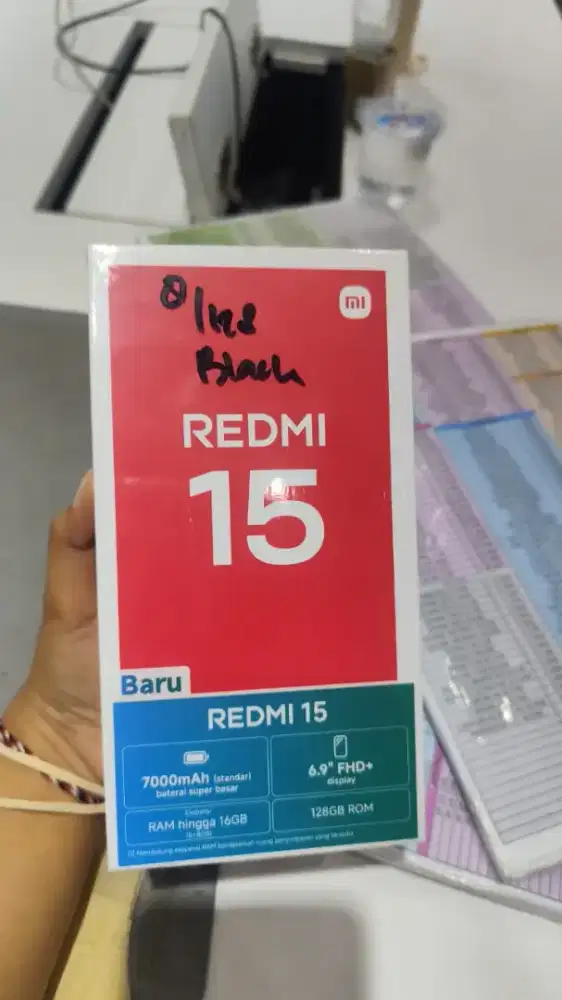 8/128
Black
mi
REDMI
15
Baru
REDMI 15
7000mAh (standar)
baterai super besar
6.9" FHD+
display
RAM hingga 16GB
128GB ROM